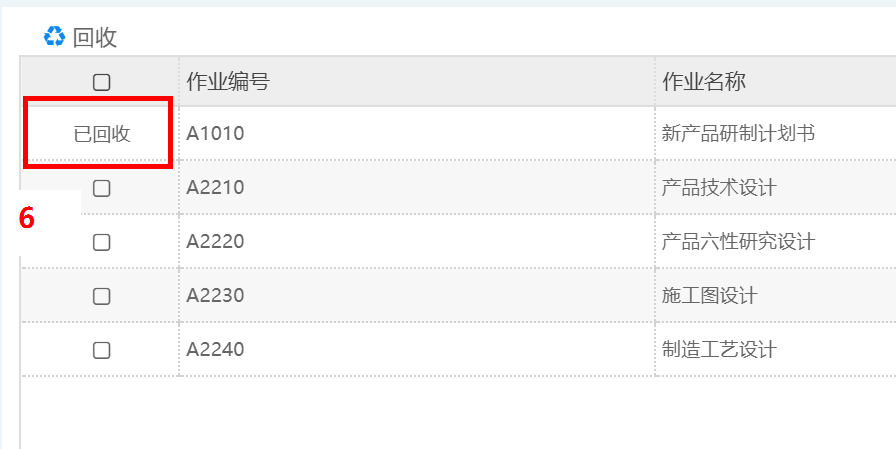 回收
作业编号 作业名称
已回收 A1010 新产品研制计划书
A2210 产品技术设计
6
A2220 产品六性研究设计
A2230 施工图设计
A2240 制造工艺设计